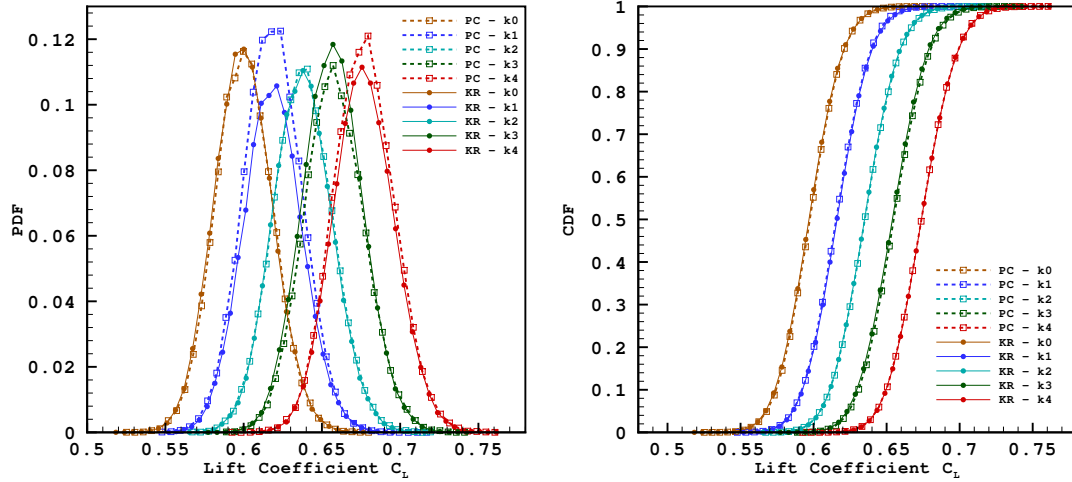 PDF
0.12
0.1
0.08
0.06
0.04
0.02
0
0.5
0.55
0.6
0.65
0.7
0.75
Lift Coefficient C_L
PC - k0
PC - k1
PC - k2
PC - k3
PC - k4
KR - k0
KR - k1
KR - k2
KR - k3
KR - k4
CDF
1
0.9
0.8
0.7
0.6
0.5
0.4
0.3
0.2
0.1
0
0.5
0.55
0.6
0.65
0.7
0.75
Lift Coefficient C_L
PC - k0
PC - k1
PC - k2
PC - k3
PC - k4
KR - k0
KR - k1
KR - k2
KR - k3
KR - k4